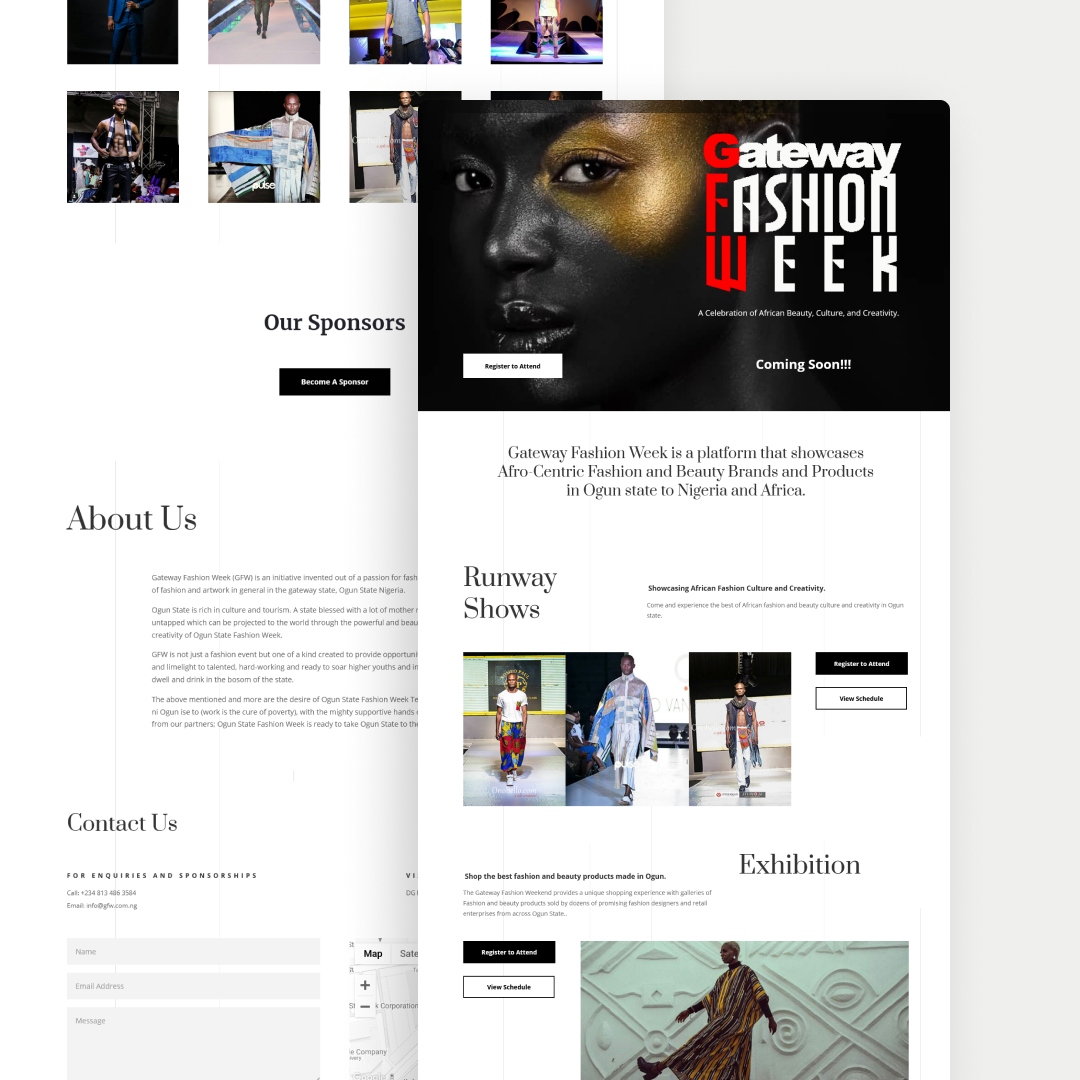 pulse
Our Sponsors
Become A Sponsor
About Us
Gateway Fashion Week (GFW) is an initiative invented out of a passion for fash
of fashion and artwork in general in the gateway state, Ogun State Nigeria.
Ogun State is rich in culture and tourism. A state blessed with a lot of mother
untapped which can be projected to the world through the powerful and beau
creativity of Ogun State Fashion Week.
GFW is not just a fashion event but one of a kind created to provide opportuni
and limelight to talented, hard-working and ready to soar higher youths and in
dwell and drink in the bosom of the state.
The above mentioned and more are the desire of Ogun State Fashion Week Te
ni Ogun ise to (work is the cure of poverty), with the mighty supportive hands
from our partners; Ogun State Fashion Week is ready to take Ogun State to the
Contact Us
FOR ENQUIRIES AND SPONSORSHIPS
Call: +234 813 486 3584
Email: info@gfw.com.ng
VI
DG
Name
Email Address
Message
Map
Sate
+
−
k Corporation
le Company
Google
Gateway
FASHION
WEEK
A Celebration of African Beauty, Culture, and Creativity.
Register to Attend
Coming Soon!!!
Gateway Fashion Week is a platform that showcases
Afro-Centric Fashion and Beauty Brands and Products
in Ogun state to Nigeria and Africa.
Runway
Shows
Showcasing African Fashion Culture and Creativity.
Come and experience the best of African fashion and beauty culture and creativity in Ogun
state.
Register to Attend
View Schedule
pulse
Exhibition
Shop the best fashion and beauty products made in Ogun.
The Gateway Fashion Weekend provides a unique shopping experience with galleries of
Fashion and beauty products sold by dozens of promising fashion designers and retail
enterprises from across Ogun State..
Register to Attend
View Schedule